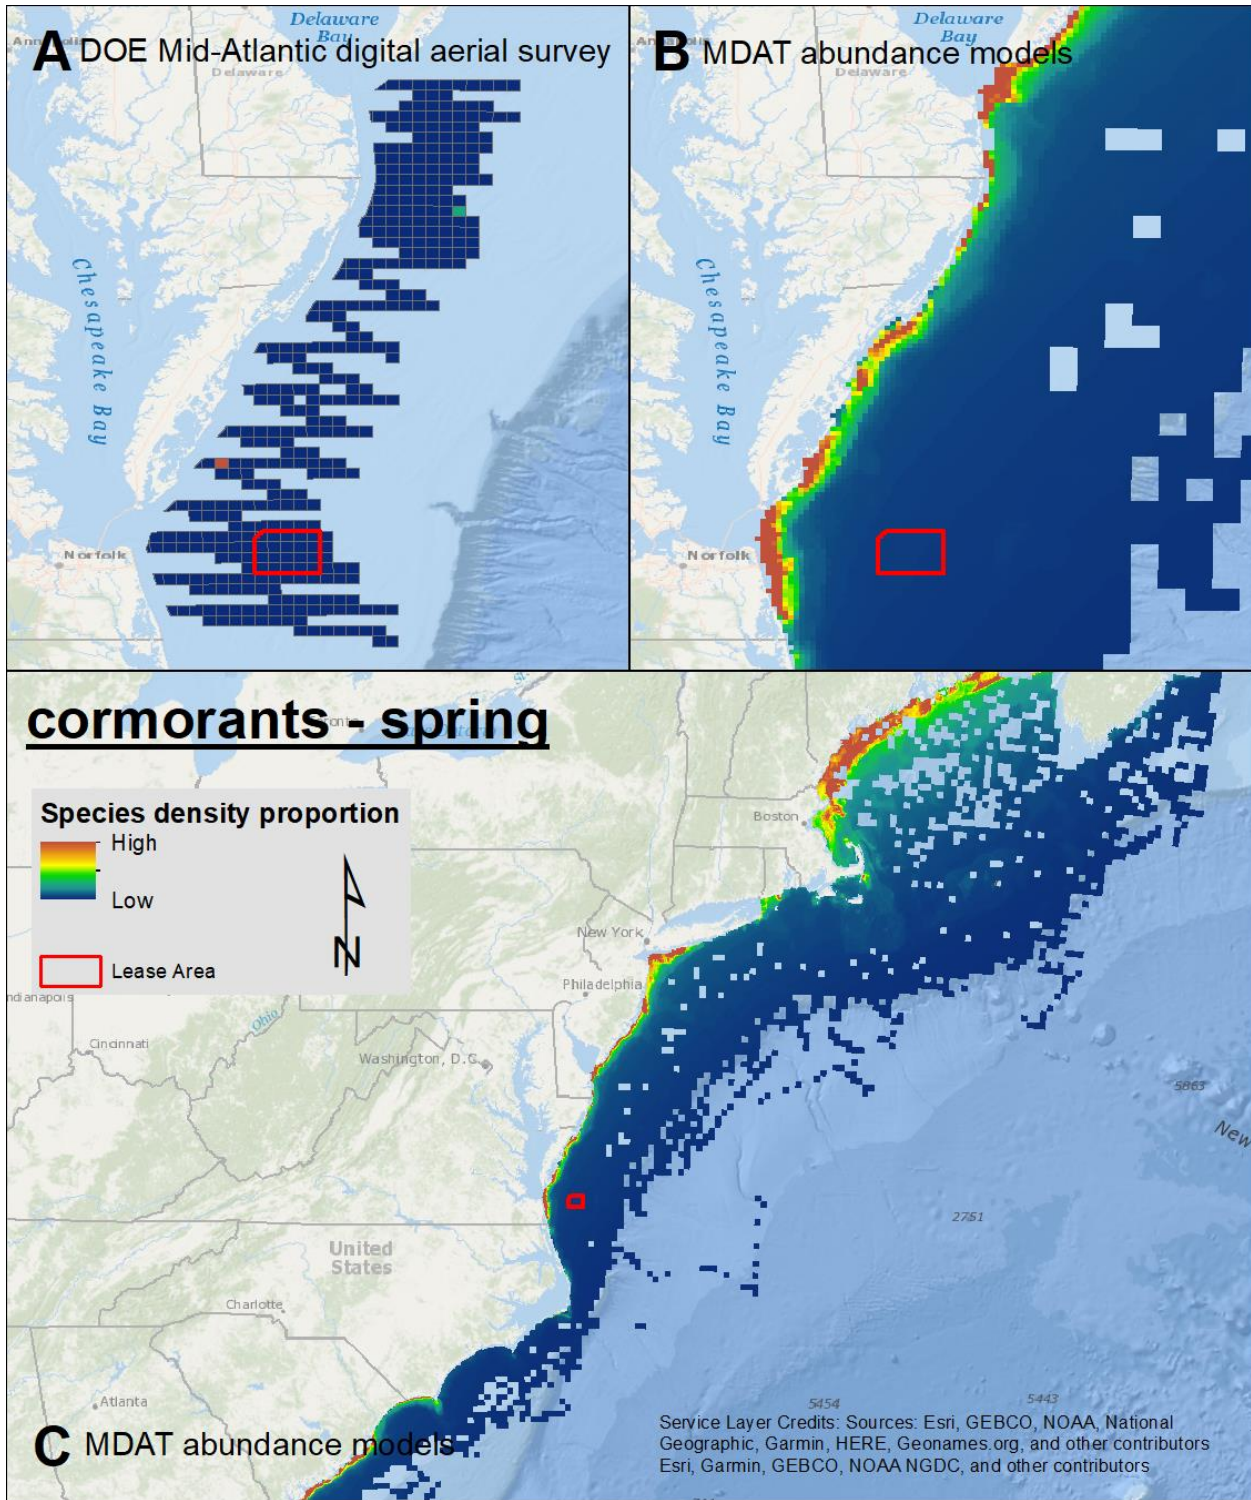 Delaware
Bay
A DOE Mid-Atlantic digital aerial survey
Delaware
Chesapeake Bay
Norfolk
Delaware
Bay
B MDAT abundance models
Delaware
Chesapeake Bay
Norfolk
cormorants - spring
Species density proportion
High
Low
N
Lease Area
Boston
New York
Philadelphia
ndianapolis
Ohio
Cincinnati
Washington, D.C.
5863
New
2751
United
States
Charlotte
Atlanta
5454
5443
C MDAT abundance models
Service Layer Credits: Sources: Esri, GEBCO, NOAA, National
Geographic, Garmin, HERE, Geonames.org, and other contributors
Esri, Garmin, GEBCO, NOAA NGDC, and other contributors